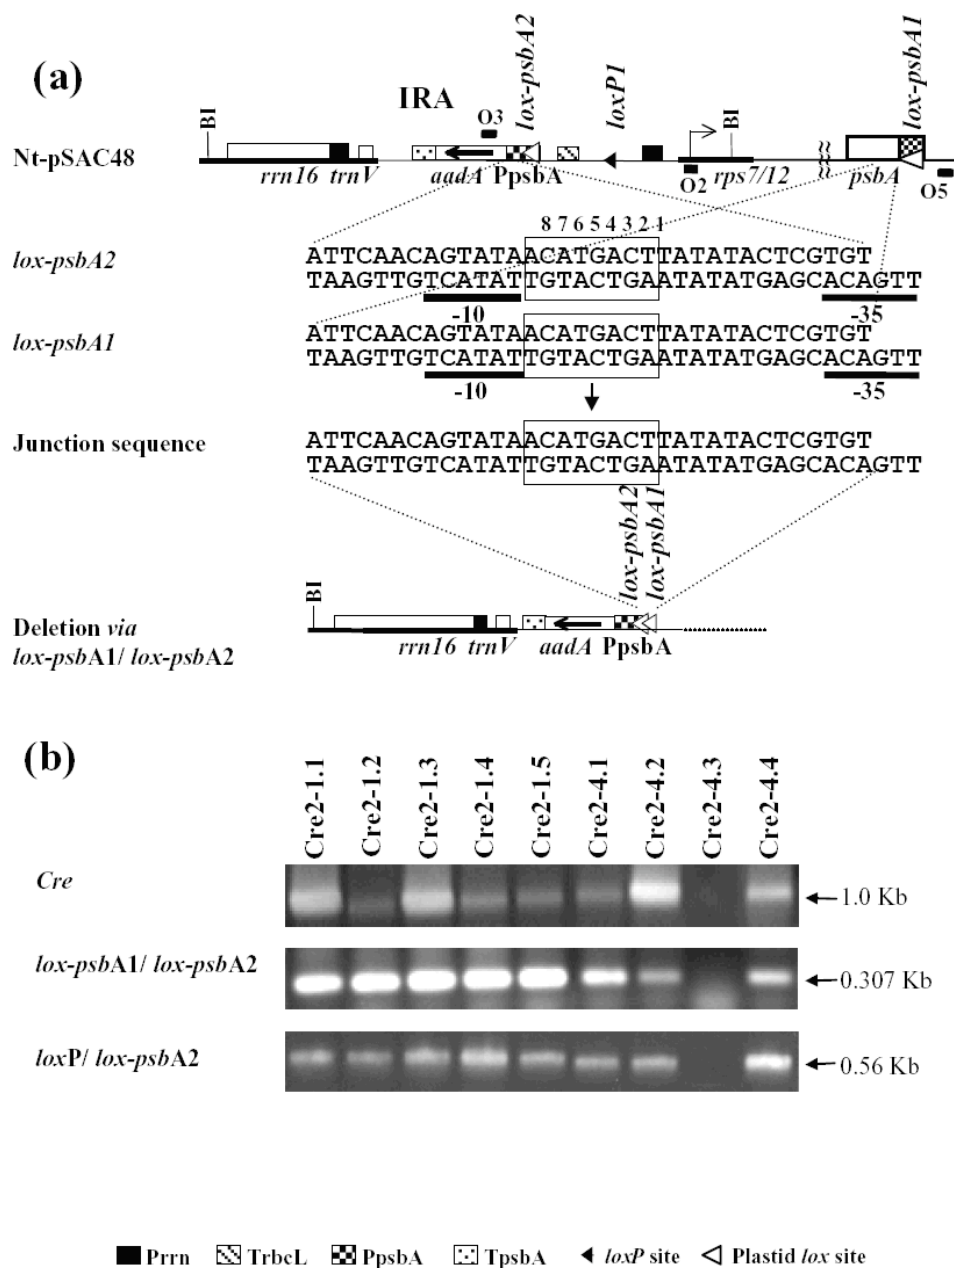 (a)
lox-psbA2
loxP1
lox-psbA1
IRA
BI
O3
BI
Nt-pSAC48
rrn16 trnV
aadA PpsbA
O2 rps7/12
psbA
O5
8 7 6 5 4 3 2 1
lox-psbA2
ATTCAACAGTATAACATGACTTATATACTCGTGT
TAAGTTGTCATATTGTACTGAATATATGAGCACAGTT
-10
-35
lox-psbA1
ATTCAACAGTATAACATGACTTATATACTCGTGT
TAAGTTGTCATATTGTACTGAATATATGAGCACAGTT
-10
-35
Junction sequence
ATTCAACAGTATAACATGACTTATATACTCGTGT
TAAGTTGTCATATTGTACTGAATATATGAGCACAGTT
lox-psbA2
lox-psbA1
BI
Deletion via
lox-psbA1/ lox-psbA2
rrn16 trnV
aadA PpsbA
(b)
Cre2-1.1
Cre2-1.2
Cre2-1.3
Cre2-1.4
Cre2-1.5
Cre2-4.1
Cre2-4.2
Cre2-4.3
Cre2-4.4
Cre
1.0 Kb
lox-psbA1/ lox-psbA2
0.307 Kb
loxP/ lox-psbA2
0.56 Kb
Prrn TrbcL PpsbA TpsbA loxP site Plastid lox site